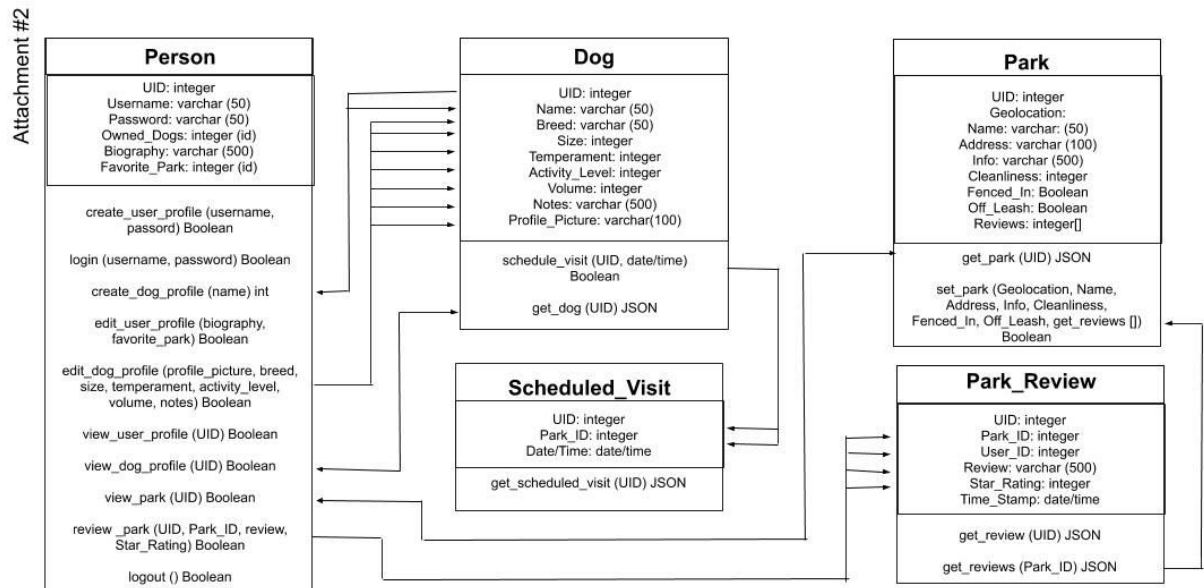 Attachment #2
Person
UID: integer
Username: varchar (50)
Password: varchar (50)
Owned_Dogs: integer (id)
Biography: varchar (500)
Favorite_Park: integer (id)
create_user_profile (username,
passord) Boolean
login (username, password) Boolean
create_dog_profile (name) int
edit_user_profile (biography,
favorite_park) Boolean
edit_dog_profile (profile_picture, breed,
size, temperament, activity_level,
volume, notes) Boolean
view_user_profile (UID) Boolean
view_dog_profile (UID) Boolean
view_park (UID) Boolean
review _park (UID, Park_ID, review,
Star_Rating) Boolean
logout () Boolean
Dog
UID: integer
Name: varchar (50)
Breed: varchar (50)
Size: integer
Temperament: integer
Activity_Level: integer
Volume: integer
Notes: varchar (500)
Profile_Picture: varchar(100)
schedule_visit (UID, date/time)
Boolean
get_dog (UID) JSON
Scheduled_Visit
UID: integer
Park_ID: integer
Date/Time: date/time
get_scheduled_visit (UID) JSON
Park
UID: integer
Geolocation:
Name: varchar: (50)
Address: varchar (100)
Info: varchar (500)
Cleanliness: integer
Fenced_In: Boolean
Off_Leash: Boolean
Reviews: integer[]
get_park (UID) JSON
set_park (Geolocation, Name,
Address, Info, Cleanliness,
Fenced_In, Off_Leash, get_reviews [])
Boolean
Park_Review
UID: integer
Park_ID: integer
User_ID: integer
Review: varchar (500)
Star_Rating: integer
Time_Stamp: date/time
get_review (UID) JSON
get_reviews (Park_ID) JSON